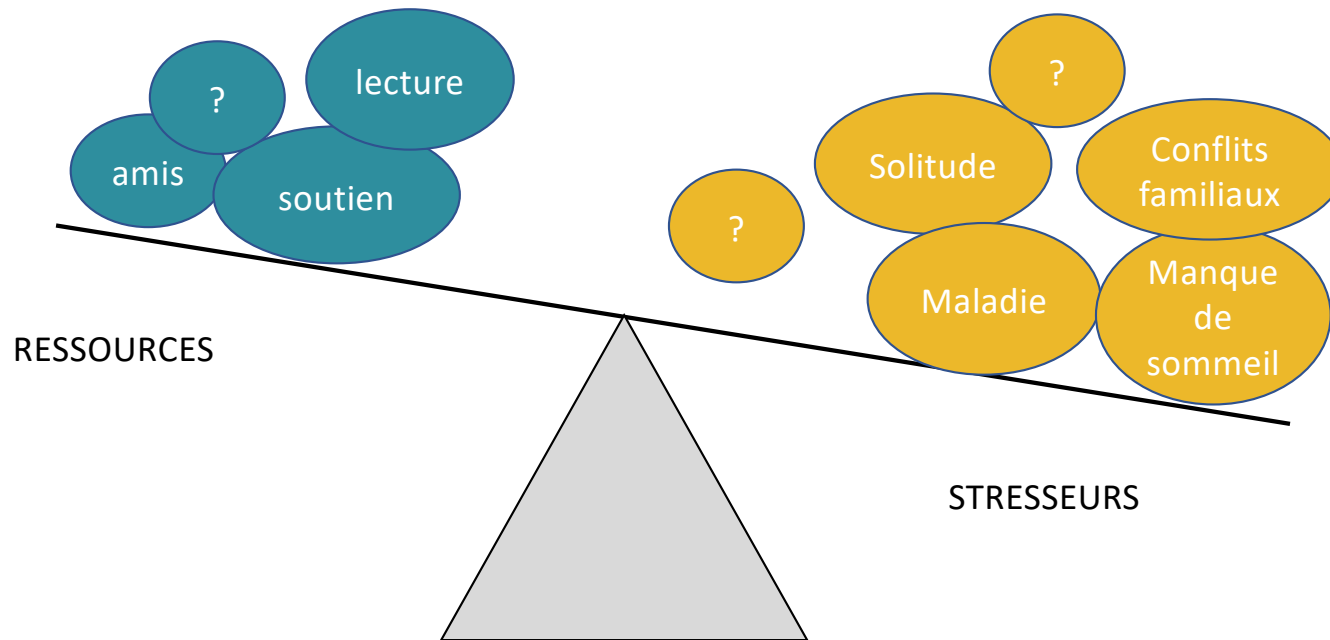 ?
lecture
amis
soutien
?
Solitude
Conflits
familiaux
?
Maladie
Manque
de
sommeil
RESSOURCES
STRESSEURS